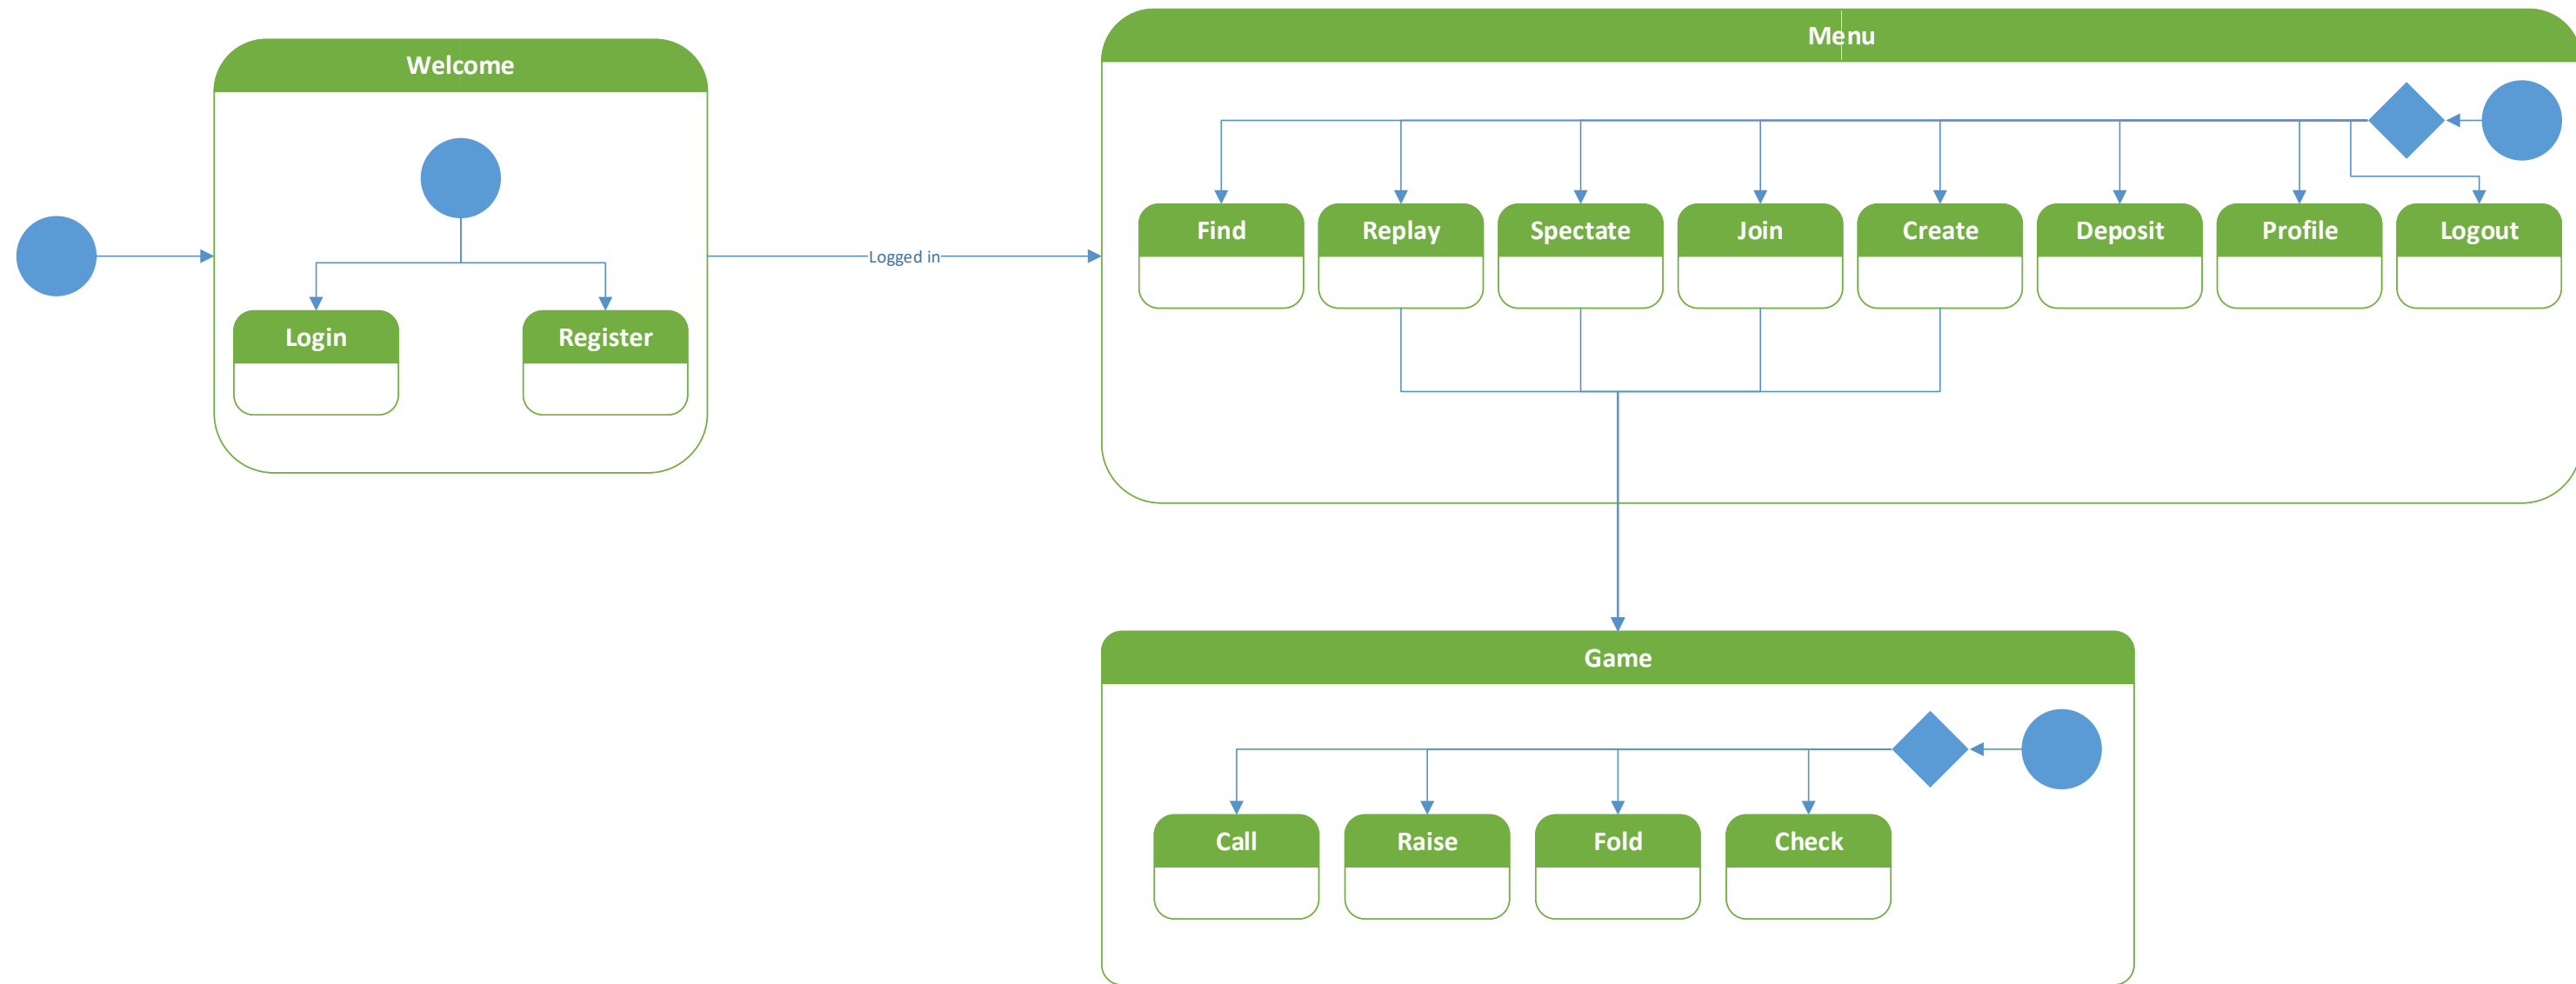 Welcome
Login
Register
Logged in
Menu
Find
Replay
Spectate
Join
Create
Deposit
Profile
Logout
Game
Call
Raise
Fold
Check